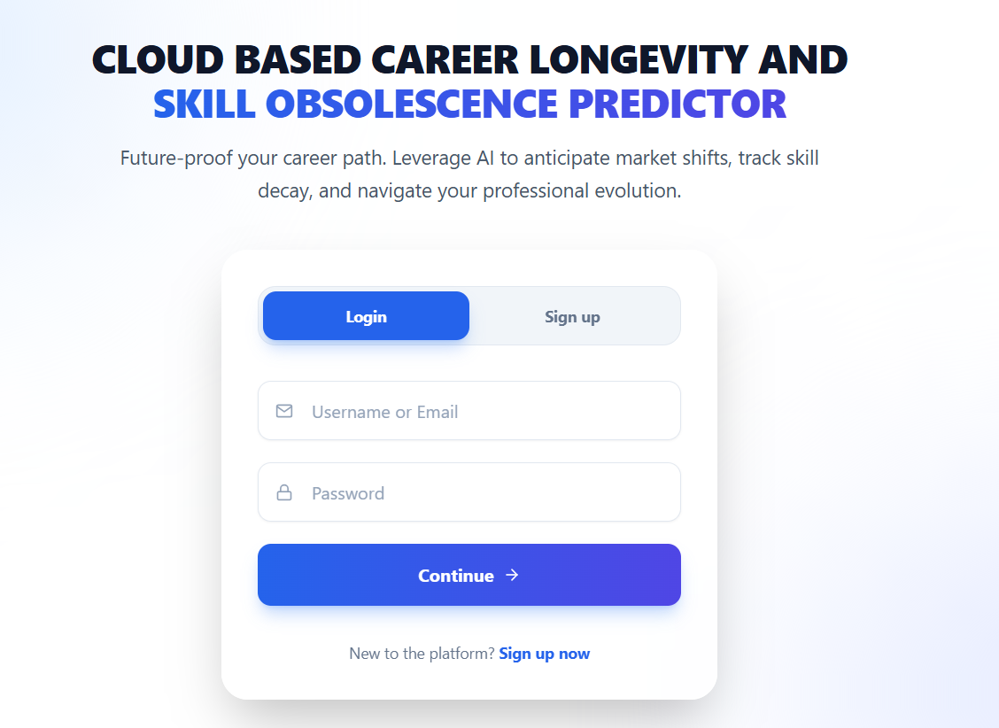 CLOUD BASED CAREER LONGEVITY AND
SKILL OBSOLESCENCE PREDICTOR
Future-proof your career path. Leverage AI to anticipate market shifts, track skill
decay, and navigate your professional evolution.
Login
Sign up
Username or Email
Password
Continue →
New to the platform? Sign up now